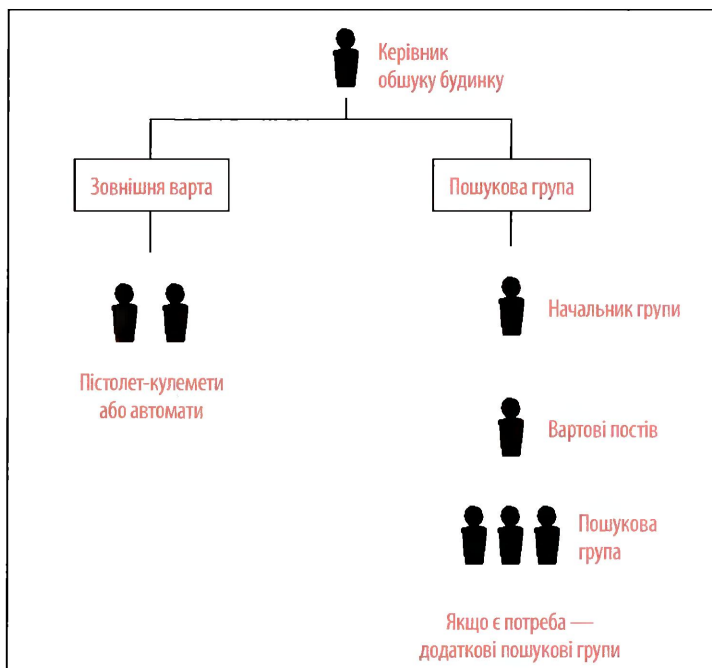 Керівник
обшуку будинку
Зовнішня варта
Пошукова група
Начальник групи
Пістолет-кулемети
або автомати
Вартові постів
Пошукова
група
Якщо є потреба —
додаткові пошукові групи